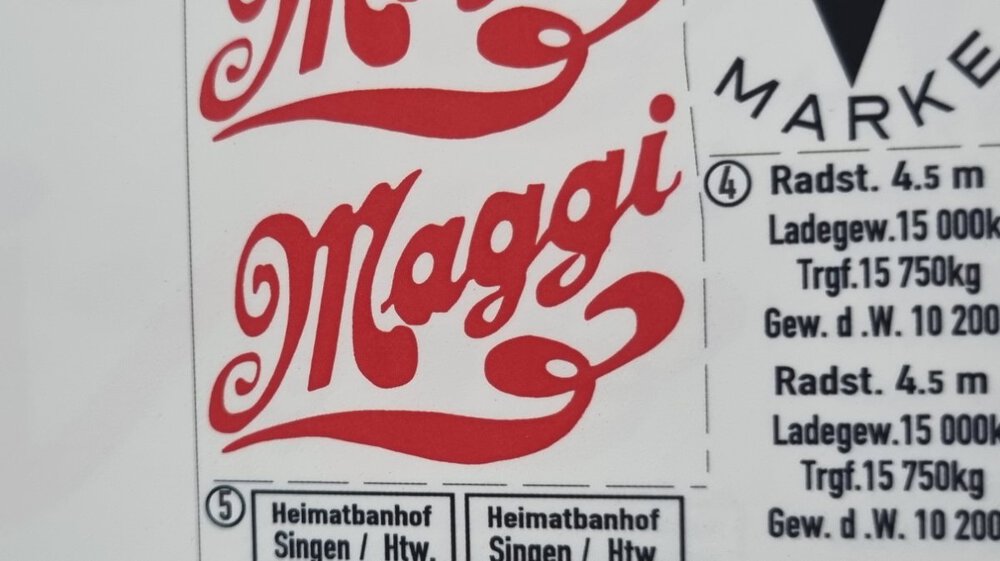 Maggi
MARKE
4 Radst. 4.5 m
Ladegew.15 000k
Trgf.15 750kg
Gew. d .W. 10 200
Radst. 4.5 m
Ladegew.15 000k
Trgf.15 750kg
Gew. d .W. 10 200
5
Heimatbanhof
Singen / Htw.
Heimatbanhof
Singen / Htw